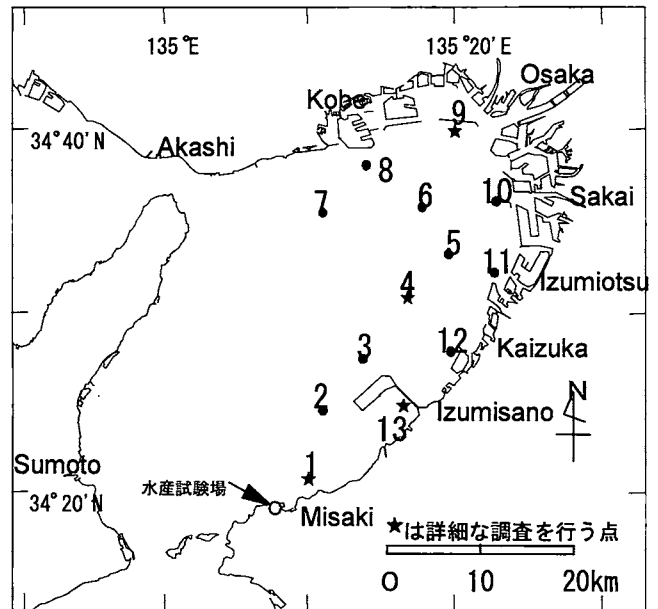 135°E
135°20'E
Osaka
Kobe
9
34°40'N
Akashi
8
7
6
10
Sakai
5
11
4
Izumiotsu
3
12
Kaizuka
N
2
13
Izumisano
Sumoto
1
水産試験場
34°20'N
Misaki
★は詳細な調査を行う点
0 10 20km